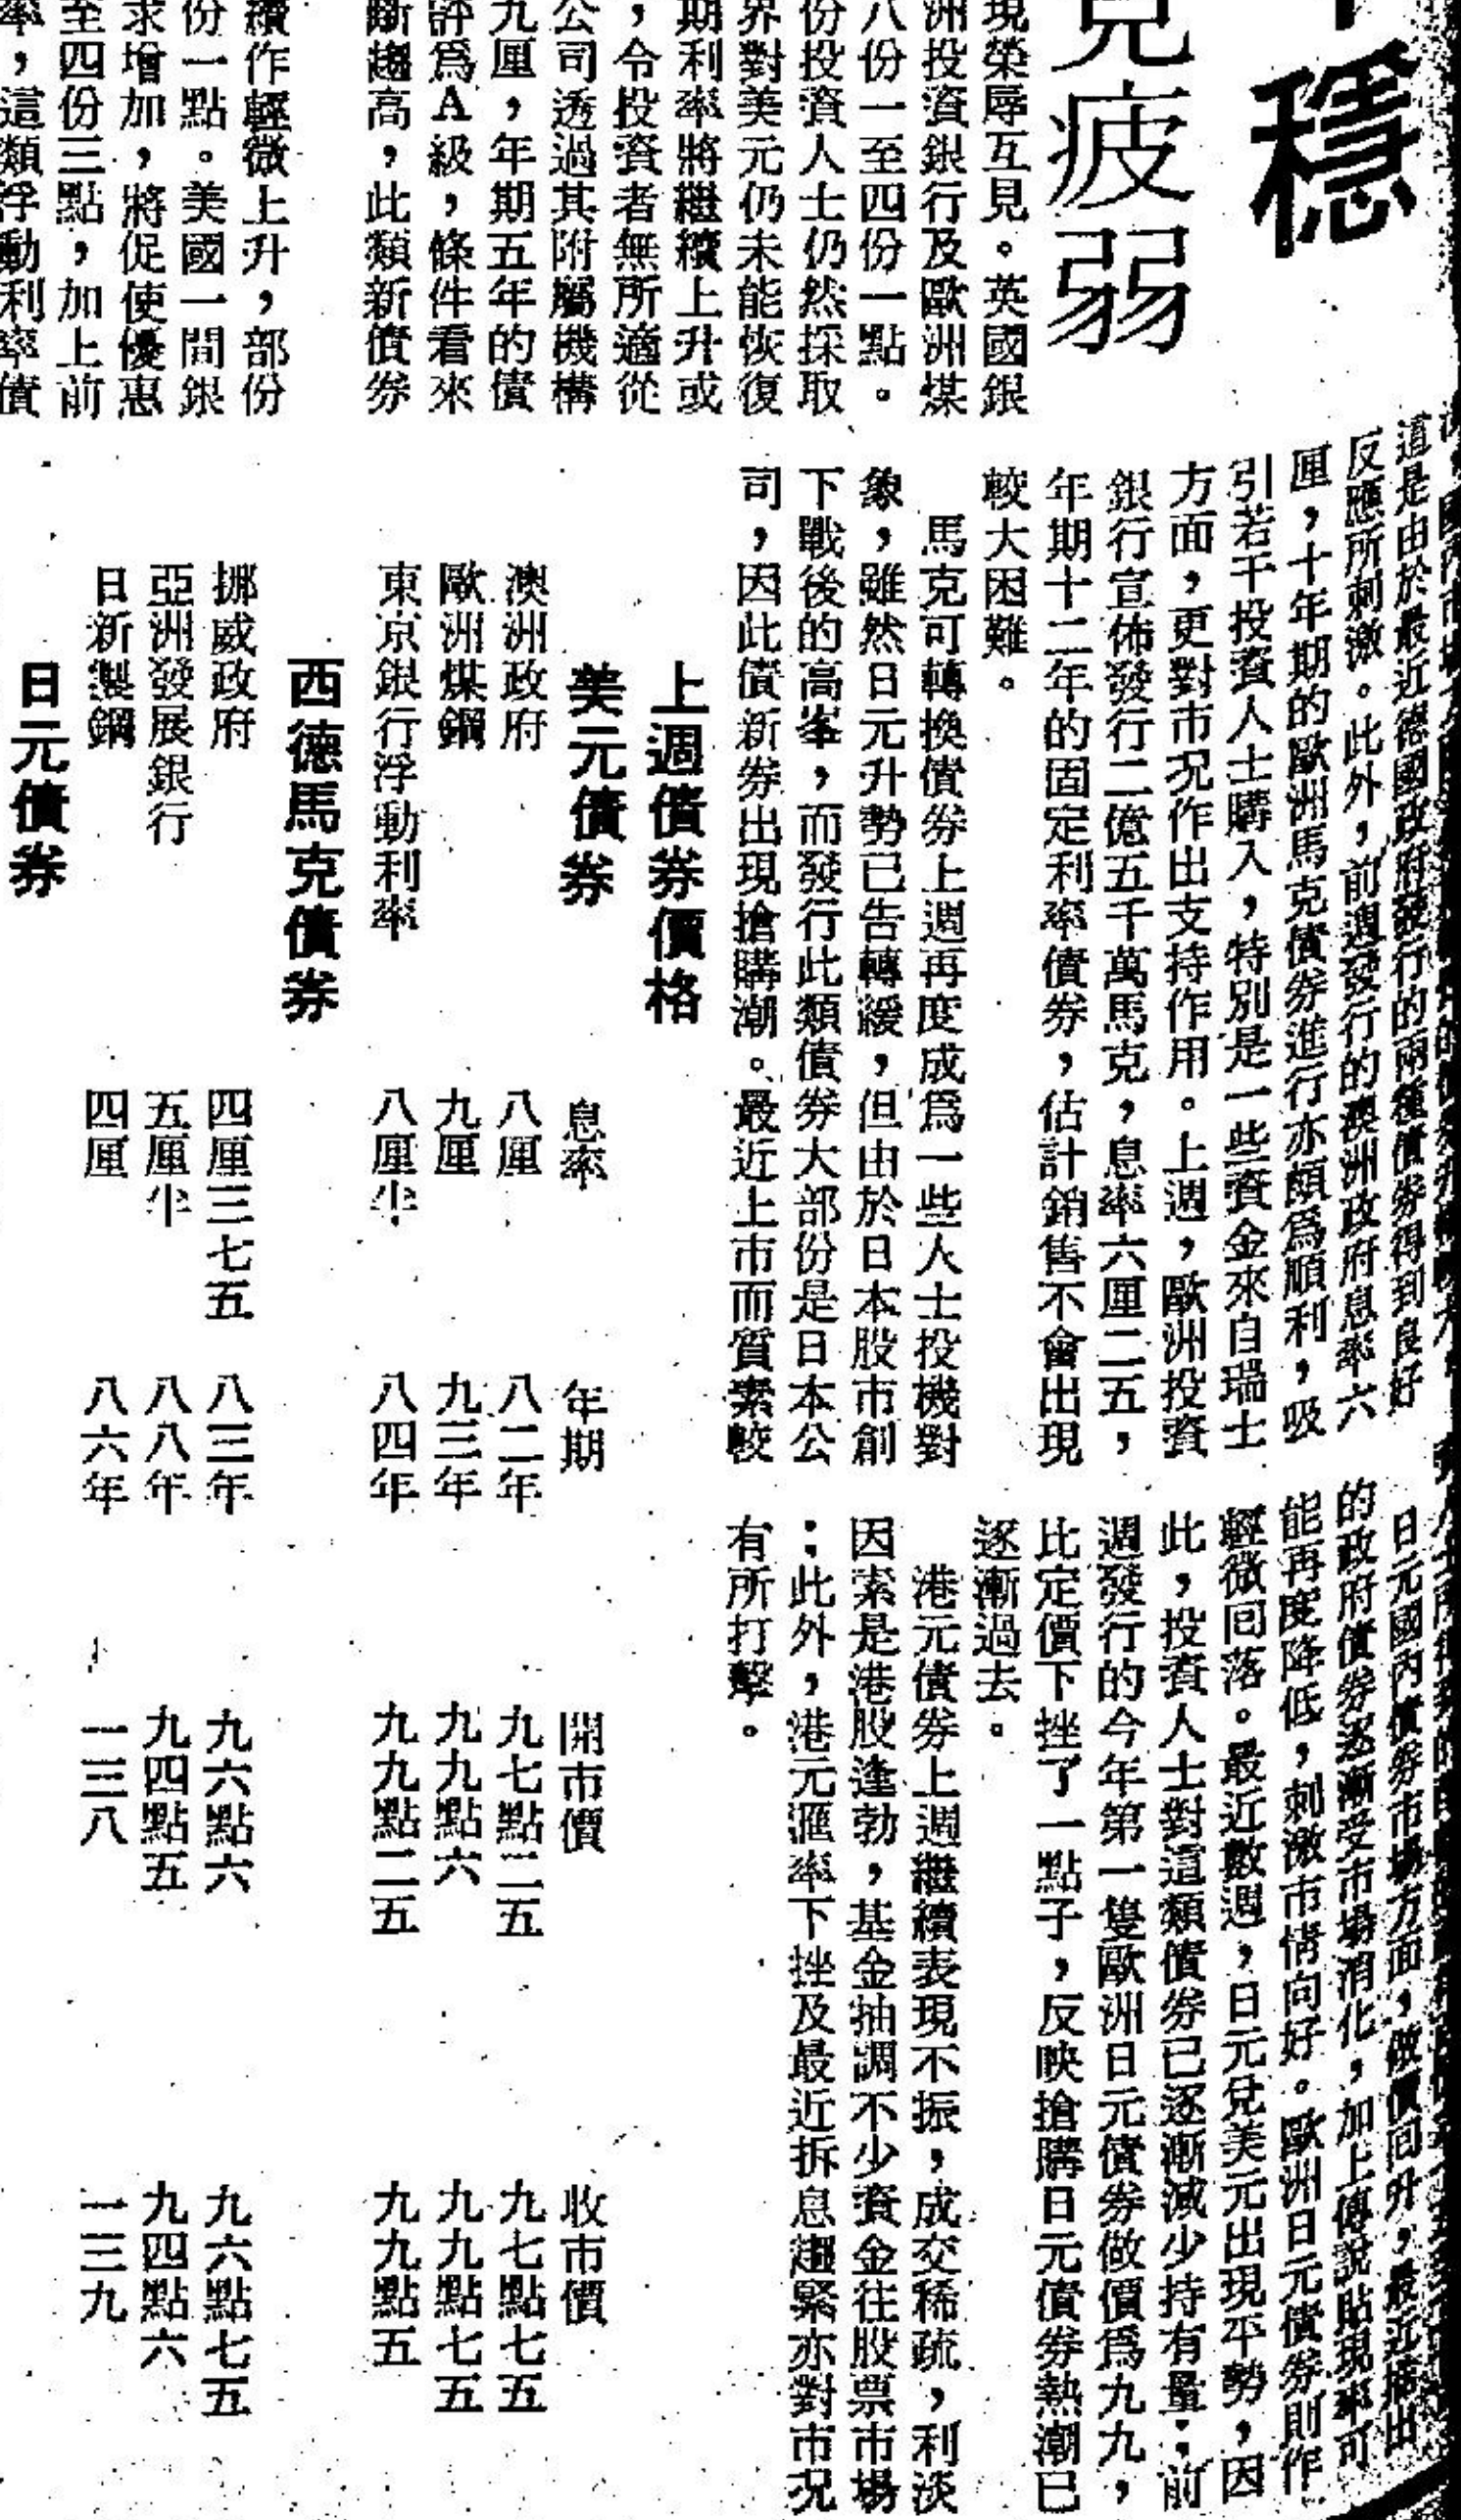 穩
克疲弱
現榮辱互見。英國銀
洲投資銀行及歐洲煤
八份一至四份一點。
份投資人士仍然採取
界對美元仍未能恢復
期利率將繼續上升或
，令投資者無所適從
公司透過其附屬機構
九厘，年期五年的債
評爲A級，條件看來
斷趨高，此類新債券
續作輕微上升，部份
份一點。美國一間銀
求增加，將促使優惠
至四份三點，加上前
率，這類浮動利率債
這是由於最近德國政府發行的兩種債券得到良好
反應所刺激。此外，前週發行的澳洲政府息率六
厘，十年期的歐洲馬克債券進行亦頗爲順利，吸
引若干投資人士購入，特別是一些資金來自瑞士
方面，更對市況作出支持作用。上週，歐洲投資
銀行宣佈發行二億五千萬馬克，息率六厘二五，
年期十二年的固定利率債券，估計銷售不會出現
較大困難。
馬克可轉換債券上週再度成爲一些人士投機對
象，雖然日元升勢已告轉緩，但由於日本股市創
下戰後的高峯，而發行此類債券大部份是日本公
司，因此債新券出現搶購潮。最近上市而質素較
日元國內債券市場方面，做價回升，最近擠出
的政府債券逐漸受市場消化，加上傳說貼現率可
能再度降低，刺激市情向好。歐洲日元債券則作
輕微回落。最近數週，日元兌美元出現平勢，因
此，投資人士對這類債券已逐漸減少持有量；前
週發行的今年第一隻歐洲日元債券做價爲九九，
比定價下挫了一點子，反映搶購日元債券熱潮已
逐漸過去。
港元債券上週繼續表現不振，成交稀疏，利淡
因素是港股蓬勃，基金抽調不少資金往股票市場
；此外，港元滙率下挫及最近拆息趨緊亦對市況
有所打擊。
上週債券價格
美元債券 息率 年期 開市價 收市價
澳洲政府 八厘 八二年 九七點二五 九七點七五
歐洲煤鋼 九厘 九三年 九九點六 九九點七五
東京銀行浮動利率 八厘半 八四年 九九點二五 九九點五
西德馬克債券
挪威政府 四厘三七五 八三年 九六點六 九六點七五
亞洲發展銀行 五厘半 八八年 九四點五 九四點六
日新製鋼 四厘 八六年 一三八 一三九
日元債券